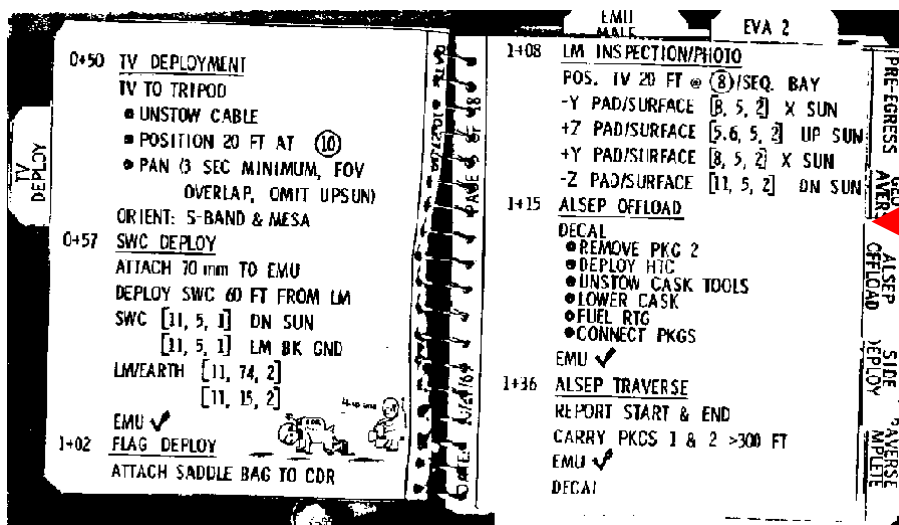 TV
DEPLOY
0+50 TV DEPLOYMENT
TV TO TRIPOD
• UNSTOW CABLE
• POSITION 20 FT AT (10)
• PAN (3 SEC MINIMUM, FOV
OVERLAP, OMIT UPSUN)
ORIENT: S-BAND & MESA
0+57 SWC DEPLOY
ATTACH 70 mm TO EMU
DEPLOY SWC 60 FT FROM LM
SWC [11, 5, 1] DN SUN
[11, 5, 1] LM BK GND
LM/EARTH [11, 74, 2]
[11, 15, 2]
EMU ✓
1+02 FLAG DEPLOY
ATTACH SADDLE BAG TO CDR
EMU
EVA 2
1+08 LM INSPECTION/PHOTO
POS. TV 20 FT @ (8)/SEQ. BAY
-Y PAD/SURFACE [8, 5, 2] X SUN
+Z PAD/SURFACE [5.6, 5, 2] UP SUN
+Y PAD/SURFACE [8, 5, 2] X SUN
-Z PAD/SURFACE [11, 5, 2] DN SUN
1+15 ALSEP OFFLOAD
DECAL
• REMOVE PKG 2
• DEPLOY HTC
• UNSTOW CASK TOOLS
• LOWER CASK
• FUEL RTG
• CONNECT PKGS
EMU ✓
1+36 ALSEP TRAVERSE
REPORT START & END
CARRY PKGS 1 & 2 >300 FT
EMU ✓
DECAL
PRE-EGRESS
GEO
ALSEP
OFFLOAD
SIDE